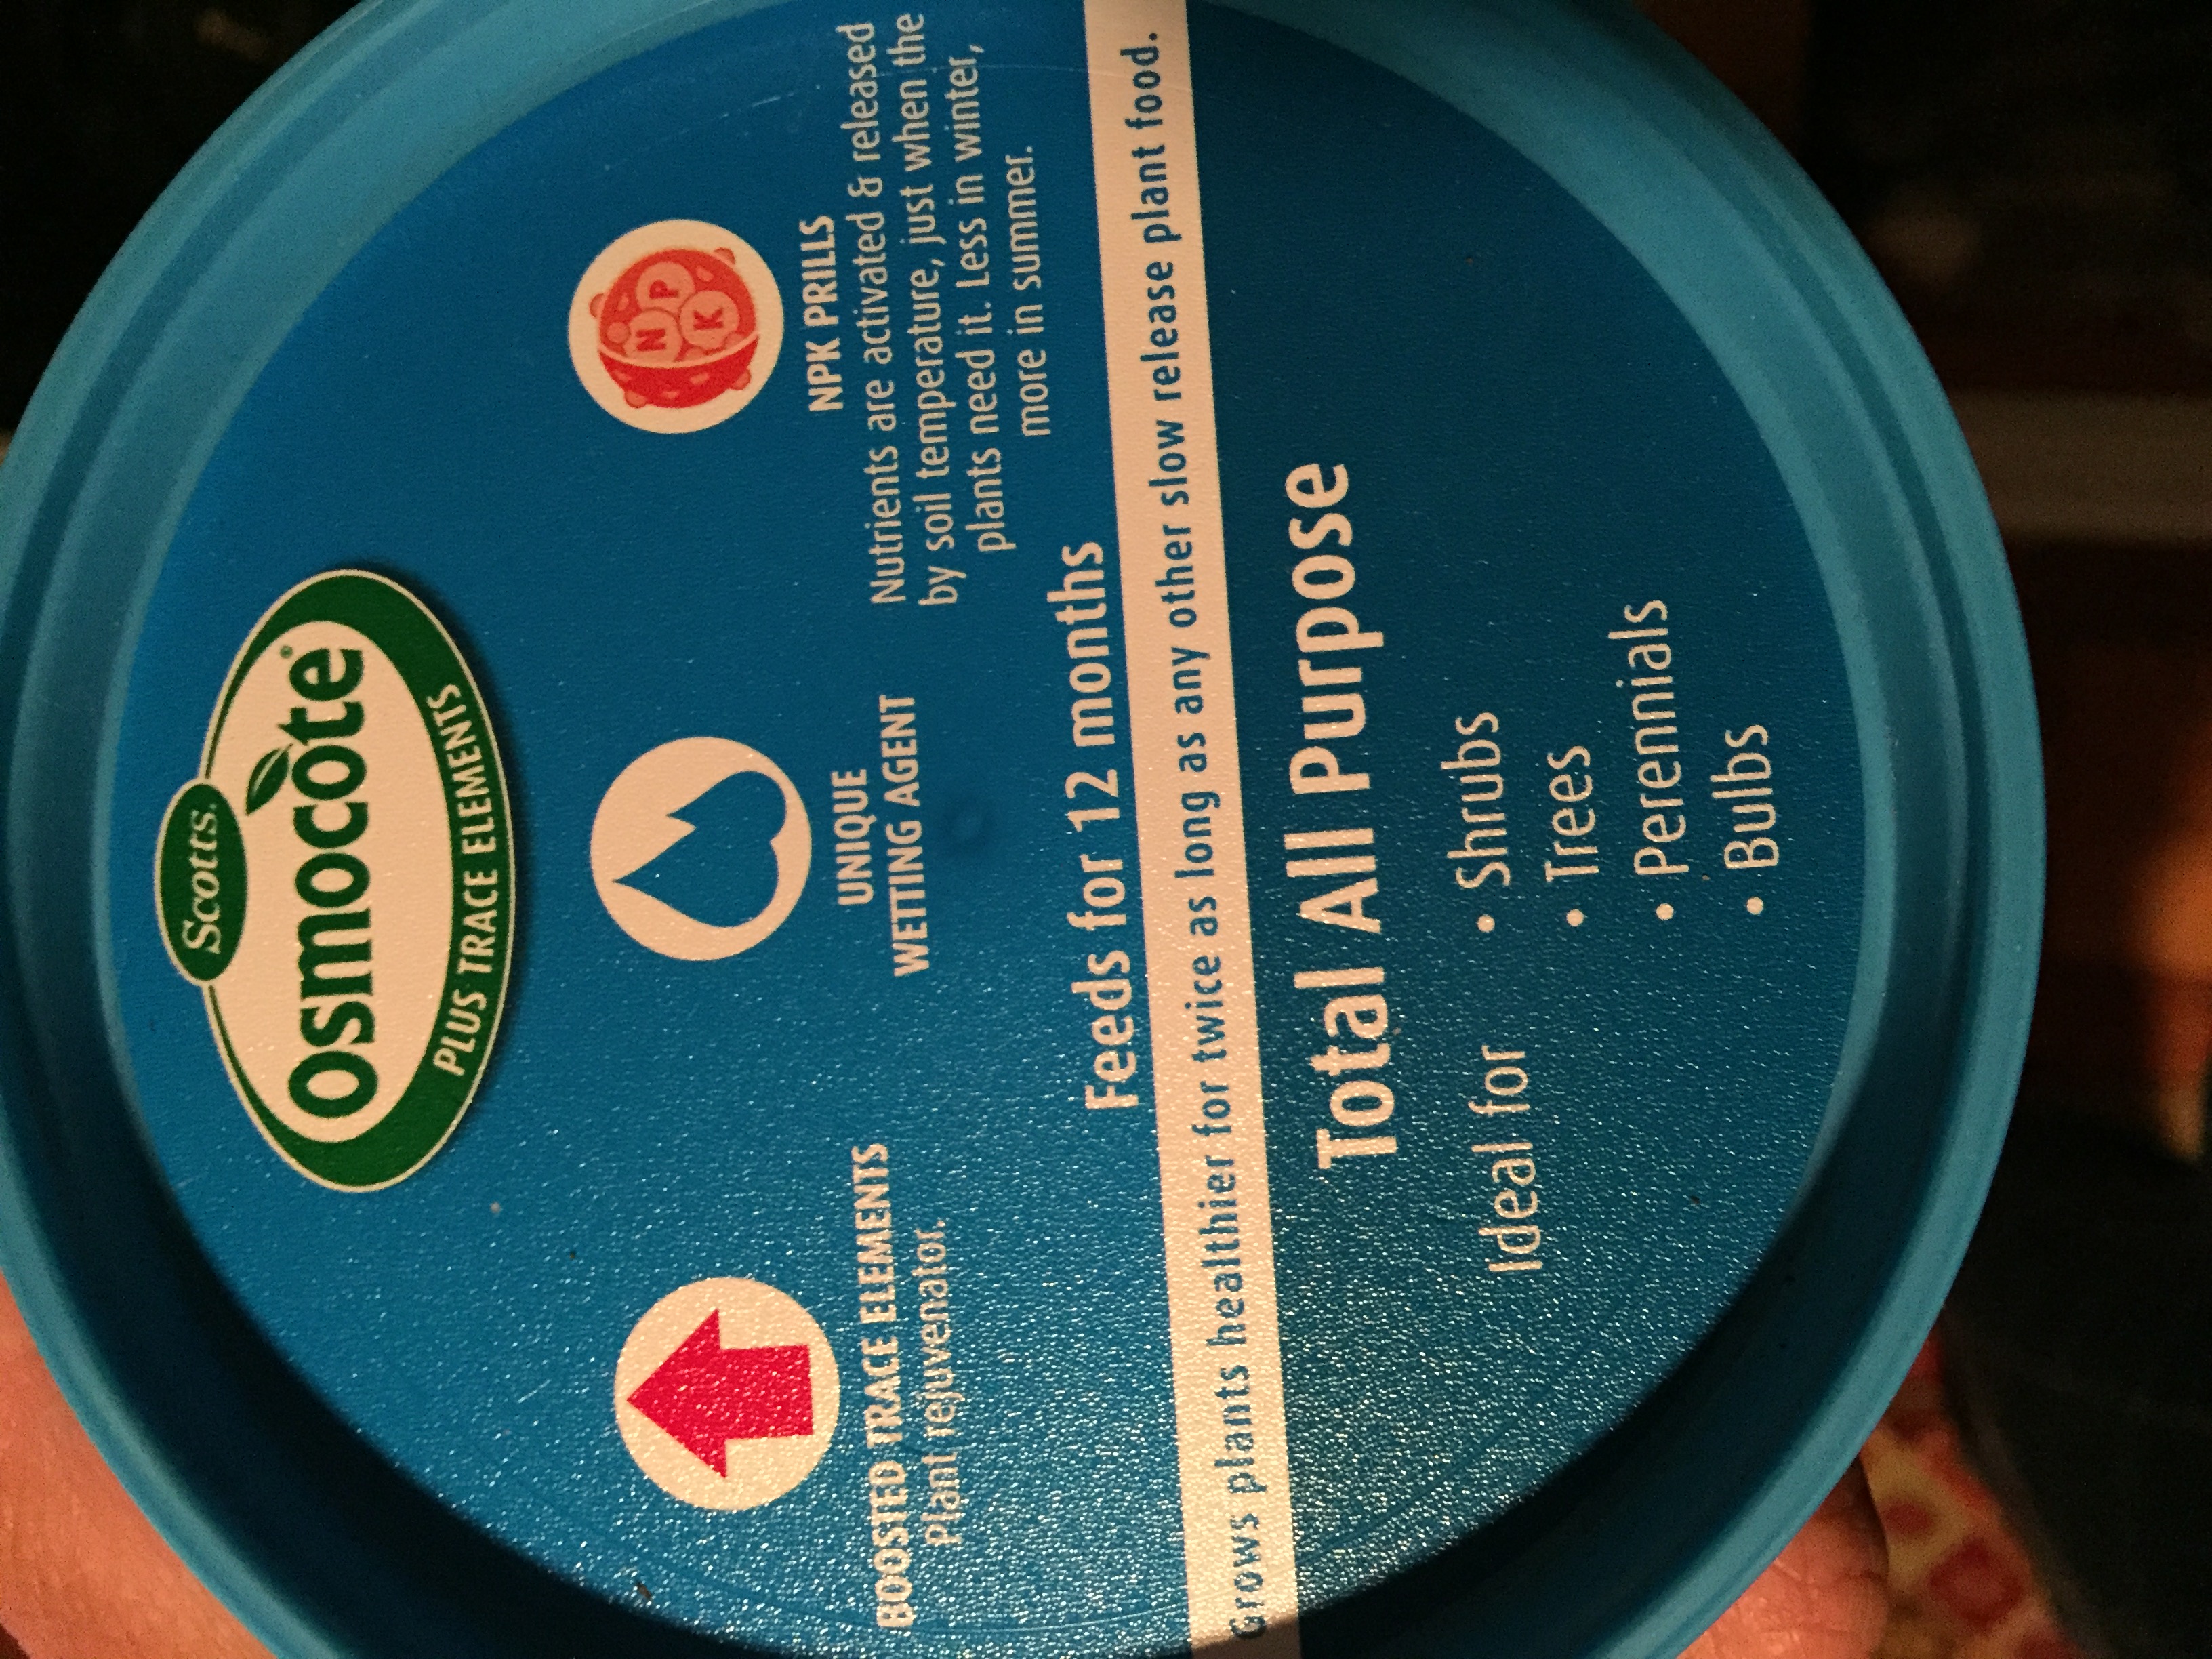 Scotts.
Osmocote®
PLUS TRACE ELEMENTS
BOOSTED TRACE ELEMENTS
Plant rejuvenator.
UNIQUE
WETTING AGENT
N P K
NPK PRILLS
Nutrients are activated & released
by soil temperature, just when the
plants need it. Less in winter,
more in summer.
Feeds for 12 months
Grows plants healthier for twice as long as any other slow release plant food.
Total All Purpose
Ideal for • Shrubs
• Trees
• Perennials
• Bulbs